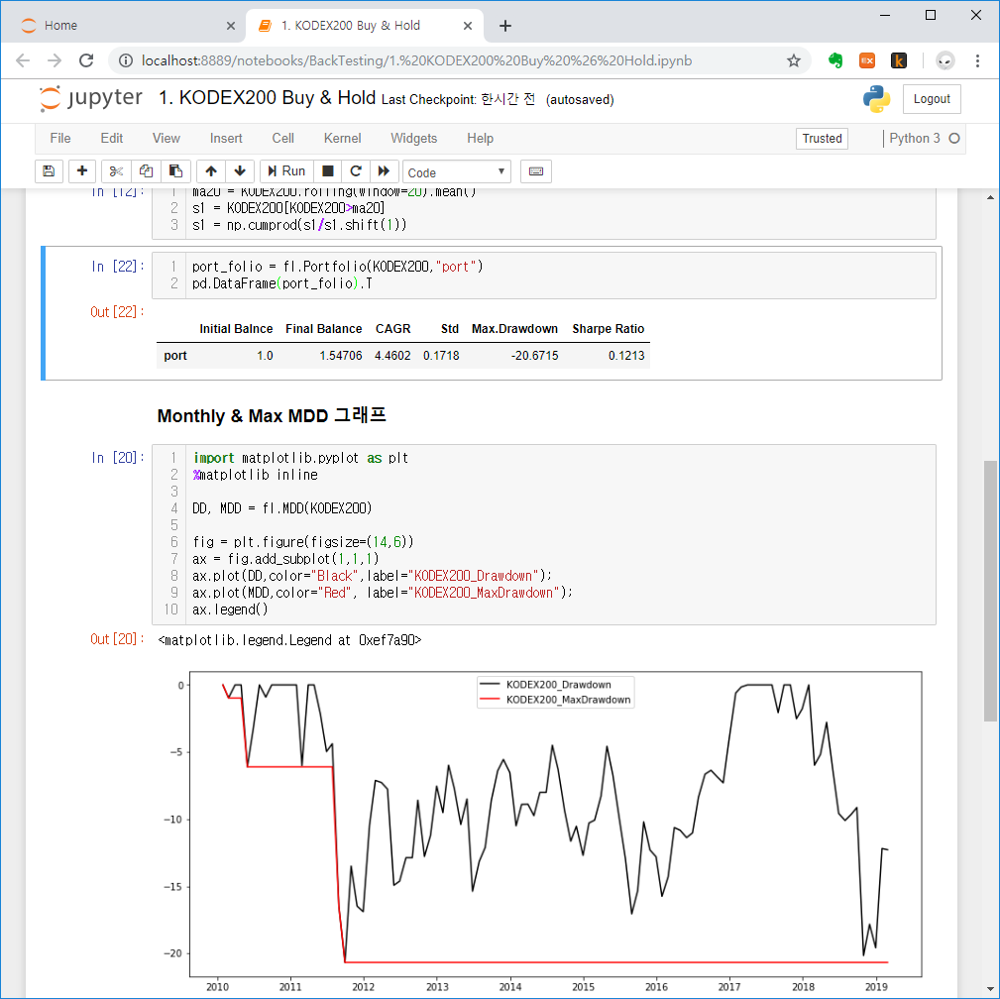 Home
1. KODEX200 Buy & Hold
localhost:8889/notebooks/BackTesting/1.%20KODEX200%20Buy%20%26%20Hold.ipynb
EX
k
jupyter 1. KODEX200 Buy & Hold Last Checkpoint: 한시간 전 (autosaved)
Logout
File Edit View Insert Cell Kernel Widgets Help Trusted Python 3
Run Code
In [12]: 1 ma20 = KODEX200.rolling(window=20).mean()
2 s1 = KODEX200[KODEX200>ma20]
3 s1 = np.cumprod(s1/s1.shift(1))
In [22]: 1 port_folio = fl.Portfolio(KODEX200,"port")
2 pd.DataFrame(port_folio).T
Out[22]:
Initial Balnce Final Balance CAGR Std Max.Drawdown Sharpe Ratio
port 1.0 1.54706 4.4602 0.1718 -20.6715 0.1213
Monthly & Max MDD 그래프
In [20]: 1 import matplotlib.pyplot as plt
2 %matplotlib inline
3
4 DD, MDD = fl.MDD(KODEX200)
5
6 fig = plt.figure(figsize=(14,6))
7 ax = fig.add_subplot(1,1,1)
8 ax.plot(DD,color="Black",label="KODEX200_Drawdown");
9 ax.plot(MDD,color="Red", label="KODEX200_MaxDrawdown");
10 ax.legend()
Out[20]: <matplotlib.legend.Legend at 0xef7a90>
KODEX200_Drawdown
KODEX200_MaxDrawdown
0
−5
−10
−15
−20
2010 2011 2012 2013 2014 2015 2016 2017 2018 2019